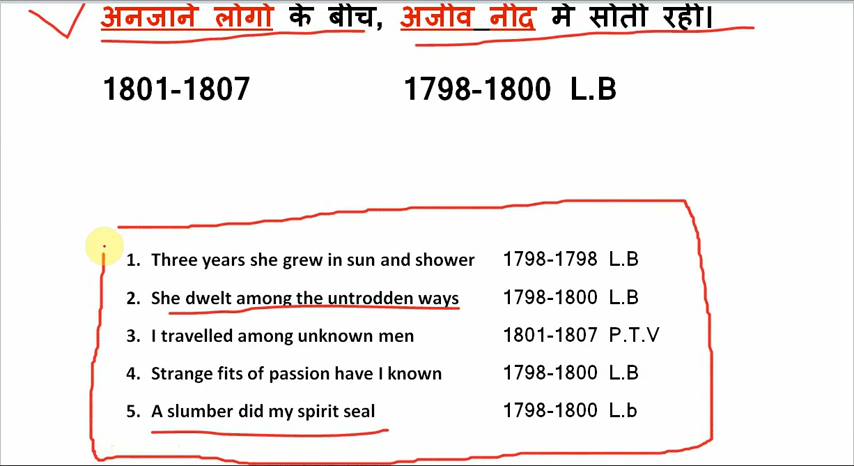 अनजाने लोगो के बीच, अजीव नीद मे सोती रही।
1801-1807 1798-1800 L.B
1. Three years she grew in sun and shower 1798-1798 L.B
2. She dwelt among the untrodden ways 1798-1800 L.B
3. I travelled among unknown men 1801-1807 P.T.V
4. Strange fits of passion have I known 1798-1800 L.B
5. A slumber did my spirit seal 1798-1800 L.b